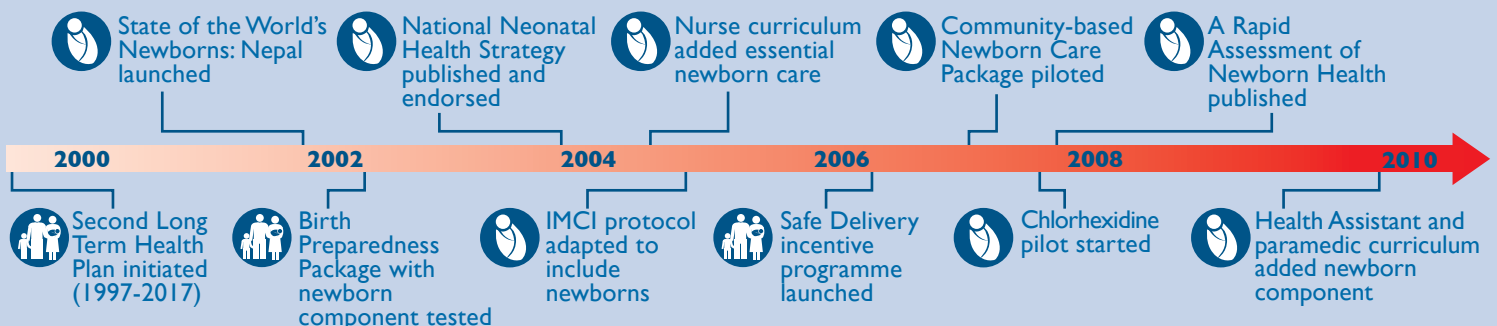 State of the World's
Newborns: Nepal
launched
National Neonatal
Health Strategy
published and
endorsed
Nurse curriculum
added essential
newborn care
Community-based
Newborn Care
Package piloted
A Rapid
Assessment of
Newborn Health
published
2000
2002
2004
2006
2008
2010
Second Long
Term Health
Plan initiated
(1997-2017)
Birth
Preparedness
Package with
newborn
component tested
IMCI protocol
adapted to
include
newborns
Safe Delivery
incentive
programme
launched
Chlorhexidine
pilot started
Health Assistant and
paramedic curriculum
added newborn
component